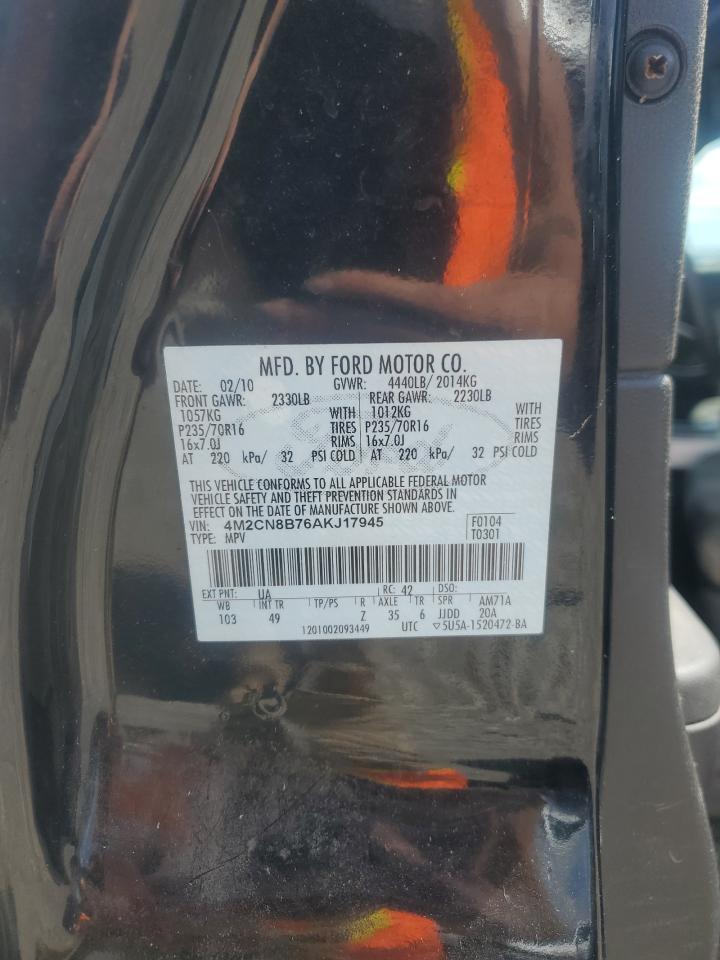 MFD. BY FORD MOTOR CO.
DATE: 02/10 GVWR: 4440LB/ 2014KG
FRONT GAWR: 2330LB REAR GAWR: 2230LB
1057KG WITH 1012KG WITH
P235/70R16 TIRES P235/70R16 TIRES
16x7.0J RIMS 16x7.0J RIMS
AT 220 kPa/ 32 PSI COLD AT 220 kPa/ 32 PSI COLD
Ford
THIS VEHICLE CONFORMS TO ALL APPLICABLE FEDERAL MOTOR
VEHICLE SAFETY AND THEFT PREVENTION STANDARDS IN
EFFECT ON THE DATE OF MANUFACTURE SHOWN ABOVE.
VIN: 4M2CN8B76AKJ17945 F0104
TYPE: MPV T0301
EXT PNT: UA RC: 42 DSO:
WB INT TR TP/PS R AXLE TR SPR AM71A
103 49 Z 35 6 JJDD 20A
1201002093449 UTC ▽5U5A-1520472-BA